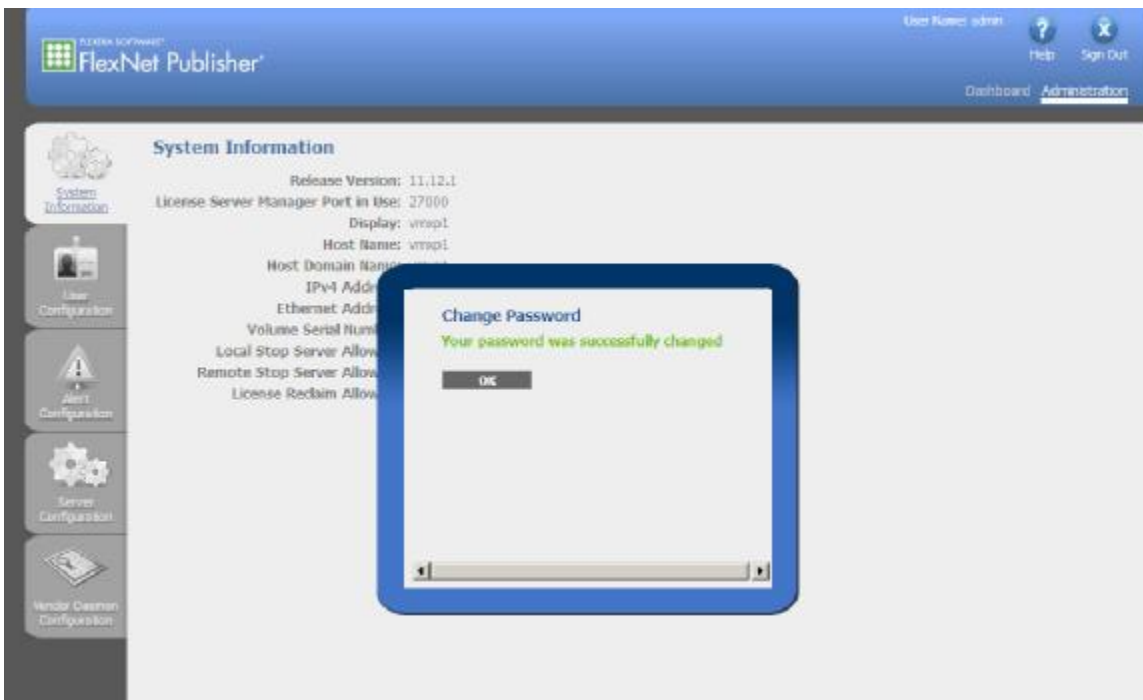 FLEXERA SOFTWARE
FlexNet Publisher
User Name: admin
Help
Sign Out
Dashboard Administration
System Information
User Configuration
Alert Configuration
Server Configuration
Vendor Daemon Configuration
System Information
Release Version: 11.12.1
License Server Manager Port in Use: 27000
Display: vmxp1
Host Name: vmxp1
Host Domain Name
IPv4 Addr
Ethernet Addr
Volume Serial Numb
Local Stop Server Allow
Remote Stop Server Allow
License Reclaim Allow
Change Password
Your password was successfully changed
OK